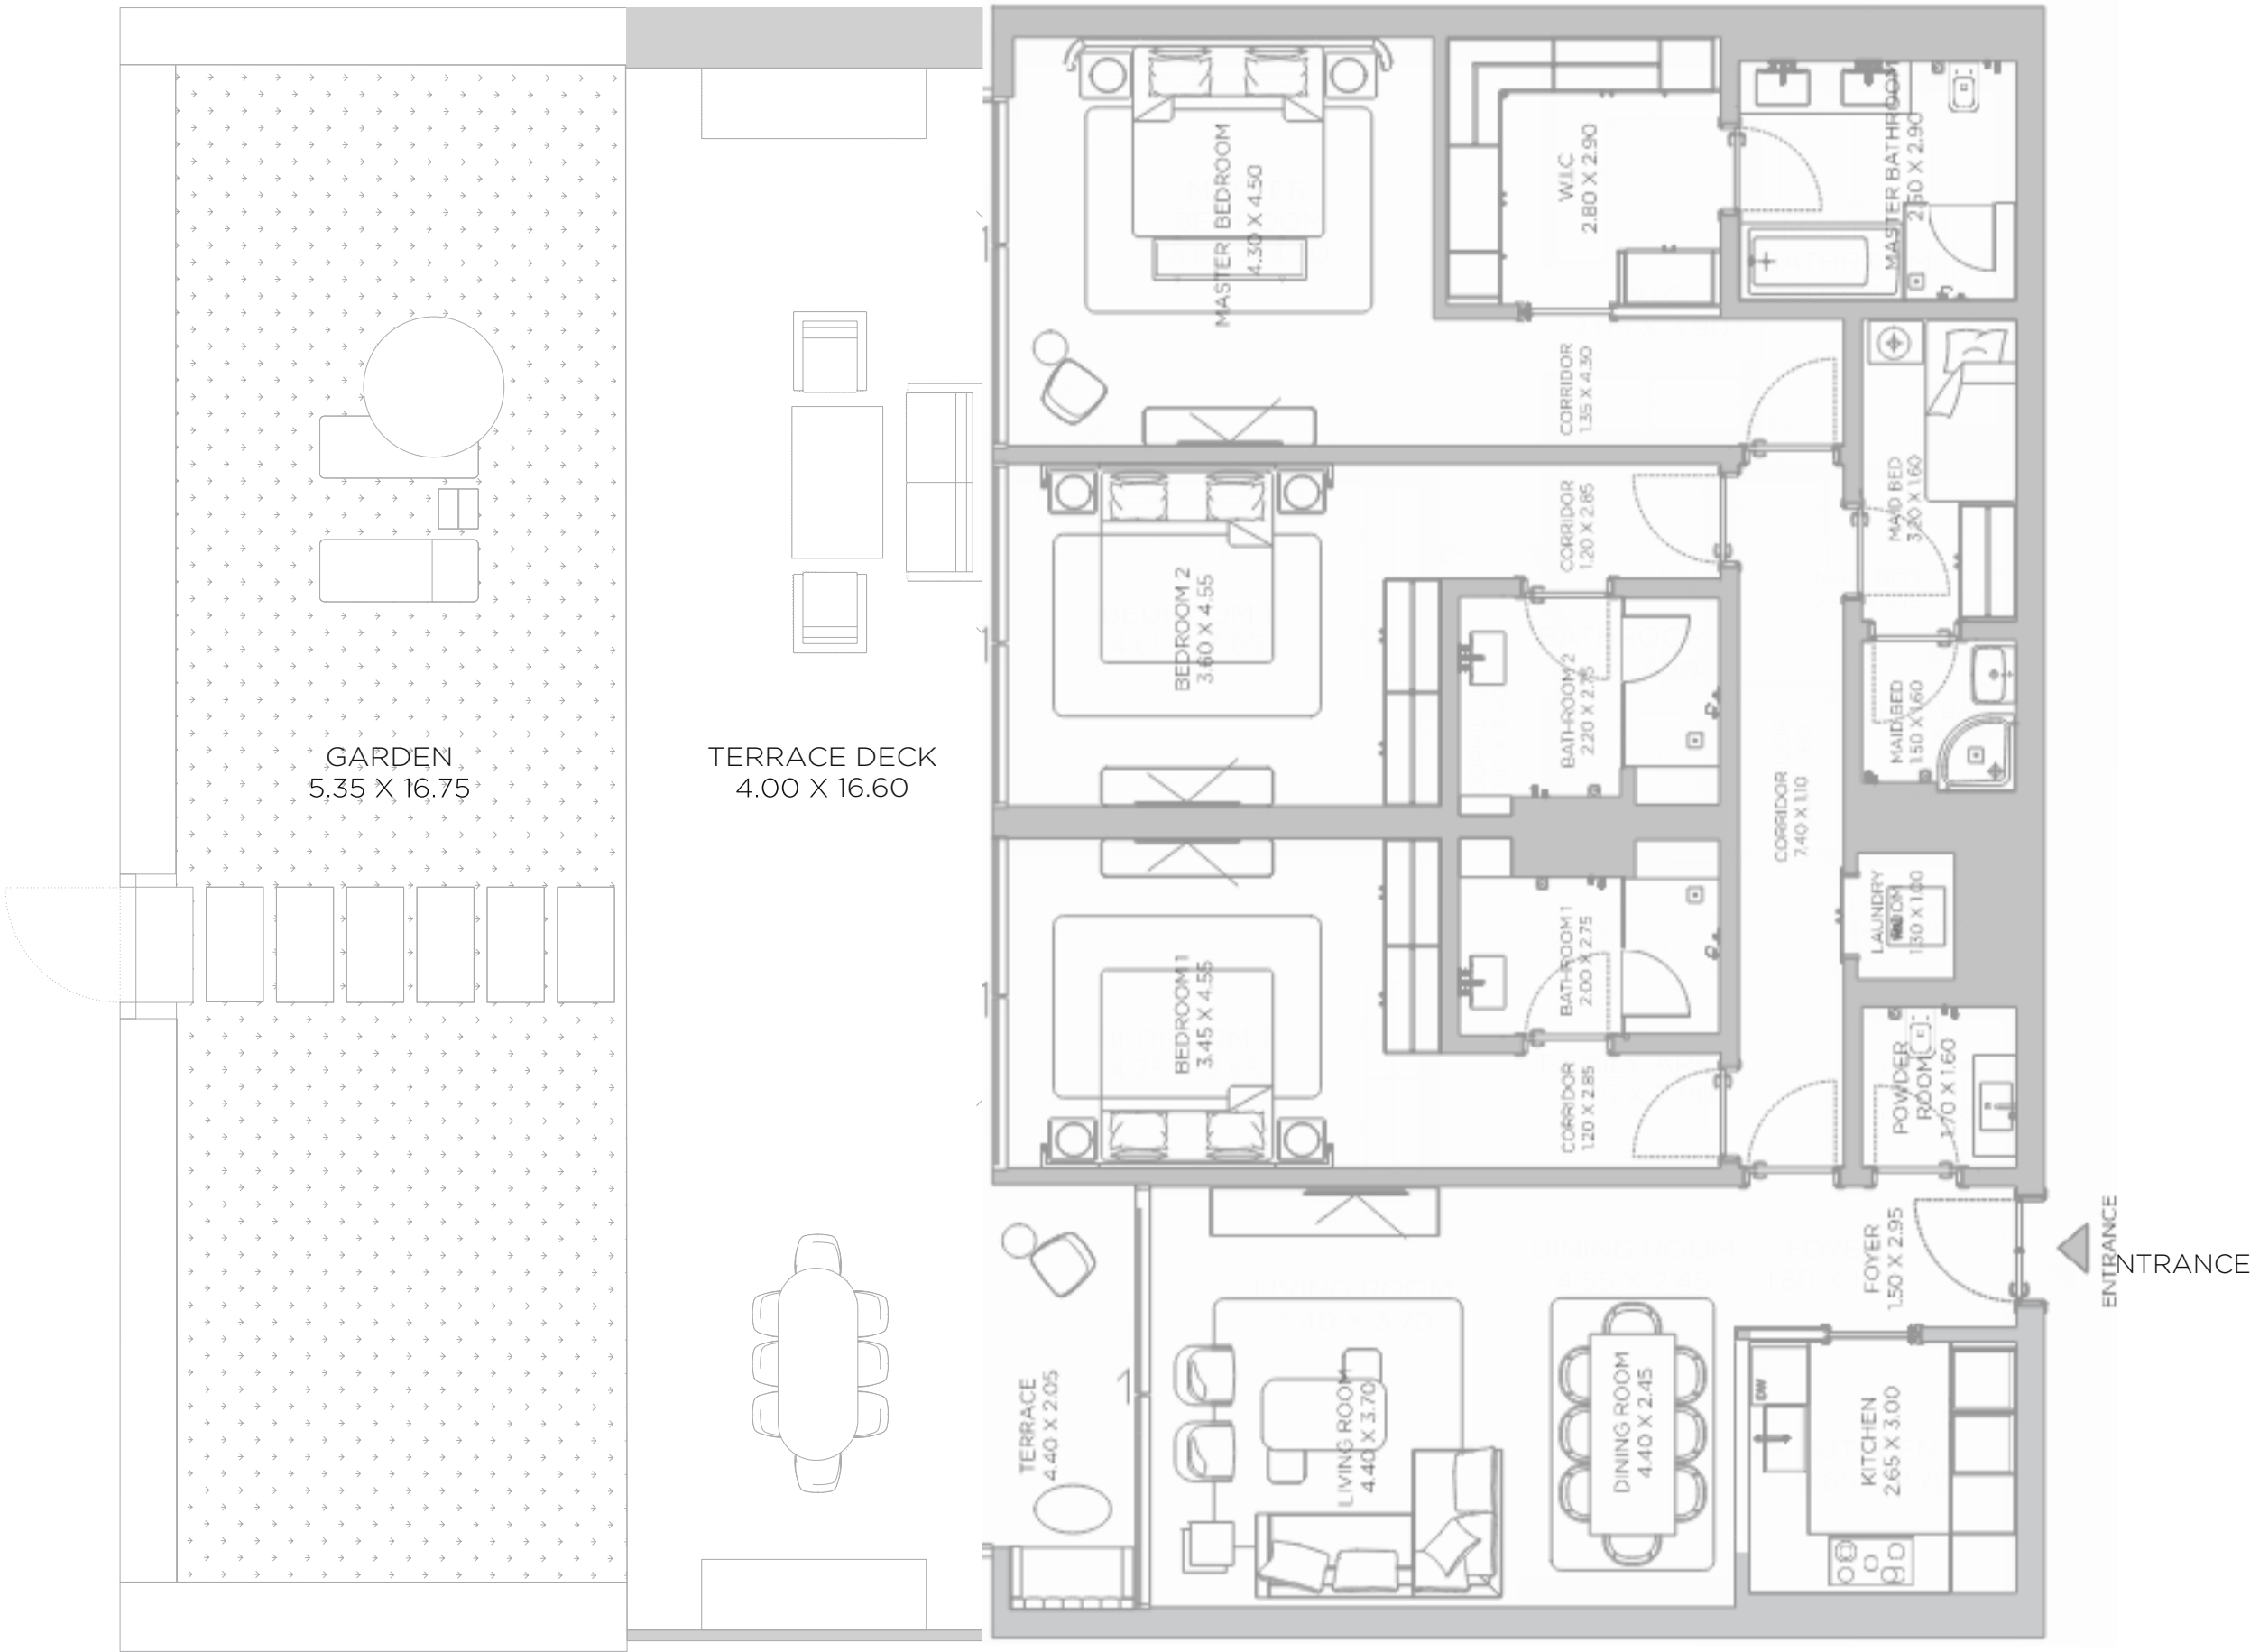 GARDEN
5.35 X 16.75
TERRACE DECK
4.00 X 16.60
MASTER BEDROOM
4.30 X 4.50
W.I.C
2.80 X 2.90
MASTER BATHROOM
2.50 X 2.90
CORRIDOR
1.35 X 4.30
BEDROOM 2
3.60 X 4.55
CORRIDOR
1.20 X 2.85
BATHROOM 2
2.20 X 2.75
MAID BED
3.20 X 1.60
MAID BED
1.50 X 1.60
CORRIDOR
7.40 X 1.10
BEDROOM 1
3.45 X 4.55
BATHROOM 1
2.00 X 2.75
CORRIDOR
1.20 X 2.85
LAUNDRY
ROOM
1.30 X 1.00
POWDER
ROOM
1.70 X 1.60
FOYER
1.50 X 2.95
ENTRANCE
NTRANCE
TERRACE
4.40 X 2.05
LIVING ROOM
4.40 X 3.70
DINING ROOM
4.40 X 2.45
DW
KITCHEN
2.65 X 3.00